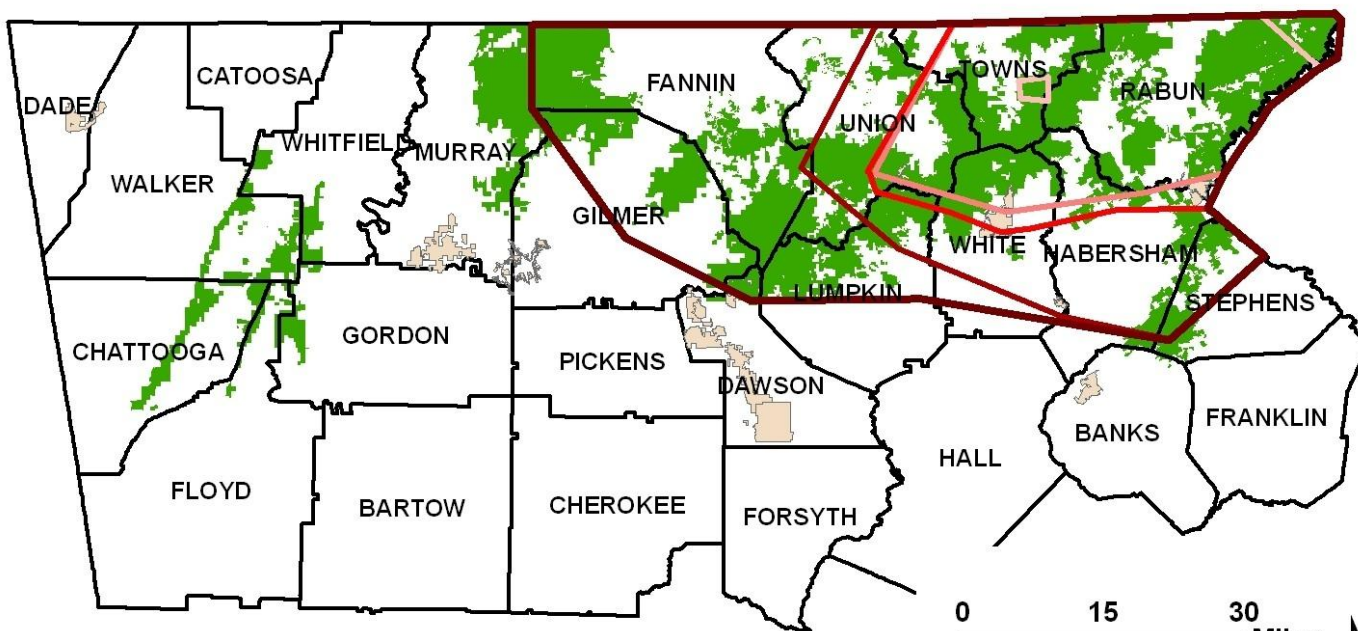 CATOOSA
TOWNS
FANNIN
RABUN
DADE
UNION
WHITFIELD
MURRAY
WALKER
GILMER
WHITE
HABERSHAM
LUMPKIN
STEPHENS
GORDON
CHATTOOGA
PICKENS
DAWSON
FRANKLIN
BANKS
HALL
FLOYD
CHEROKEE
BARTOW
FORSYTH
0 15 30